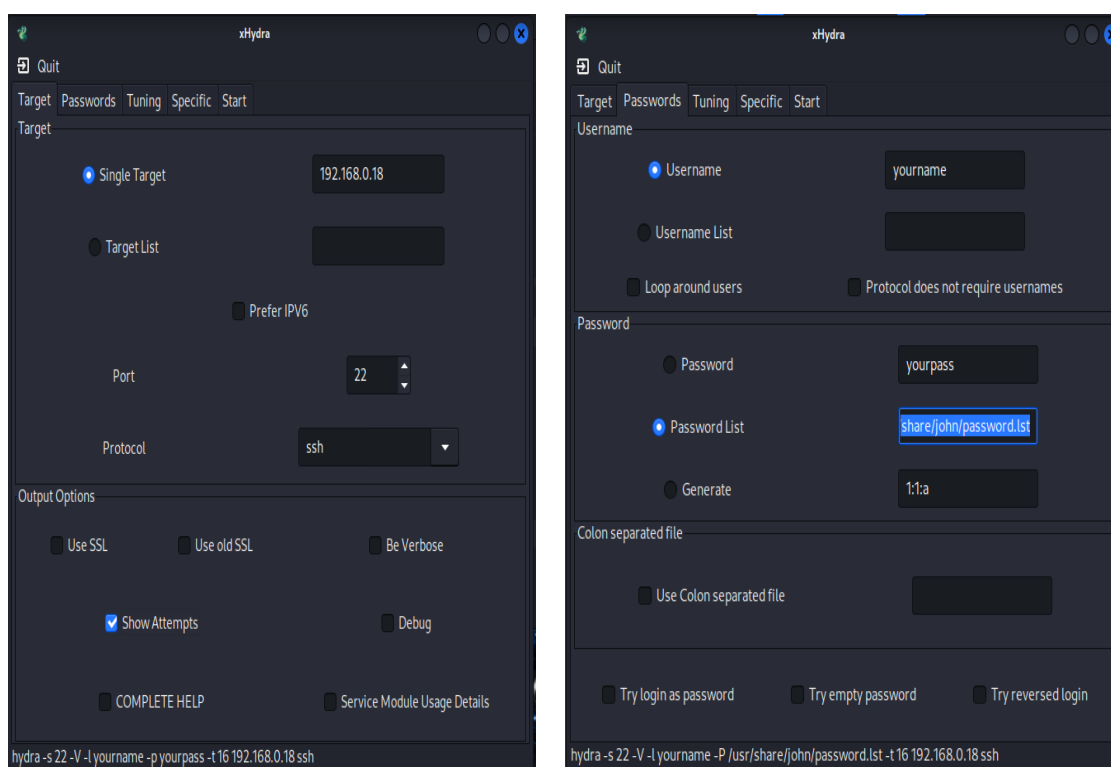 xHydra
Quit
Target Passwords Tuning Specific Start
Target
Single Target 192.168.0.18
Target List
Prefer IPV6
Port 22
Protocol ssh
Output Options
Use SSL Use old SSL Be Verbose
Show Attempts Debug
COMPLETE HELP Service Module Usage Details
hydra -s 22 -V -l yourname -p yourpass -t 16 192.168.0.18 ssh
xHydra
Quit
Target Passwords Tuning Specific Start
Username
Username yourname
Username List
Loop around users Protocol does not require usernames
Password
Password yourpass
Password List share/john/password.lst
Generate 1:1:a
Colon separated file
Use Colon separated file
Try login as password Try empty password Try reversed login
hydra -s 22 -V -l yourname -P /usr/share/john/password.lst -t 16 192.168.0.18 ssh